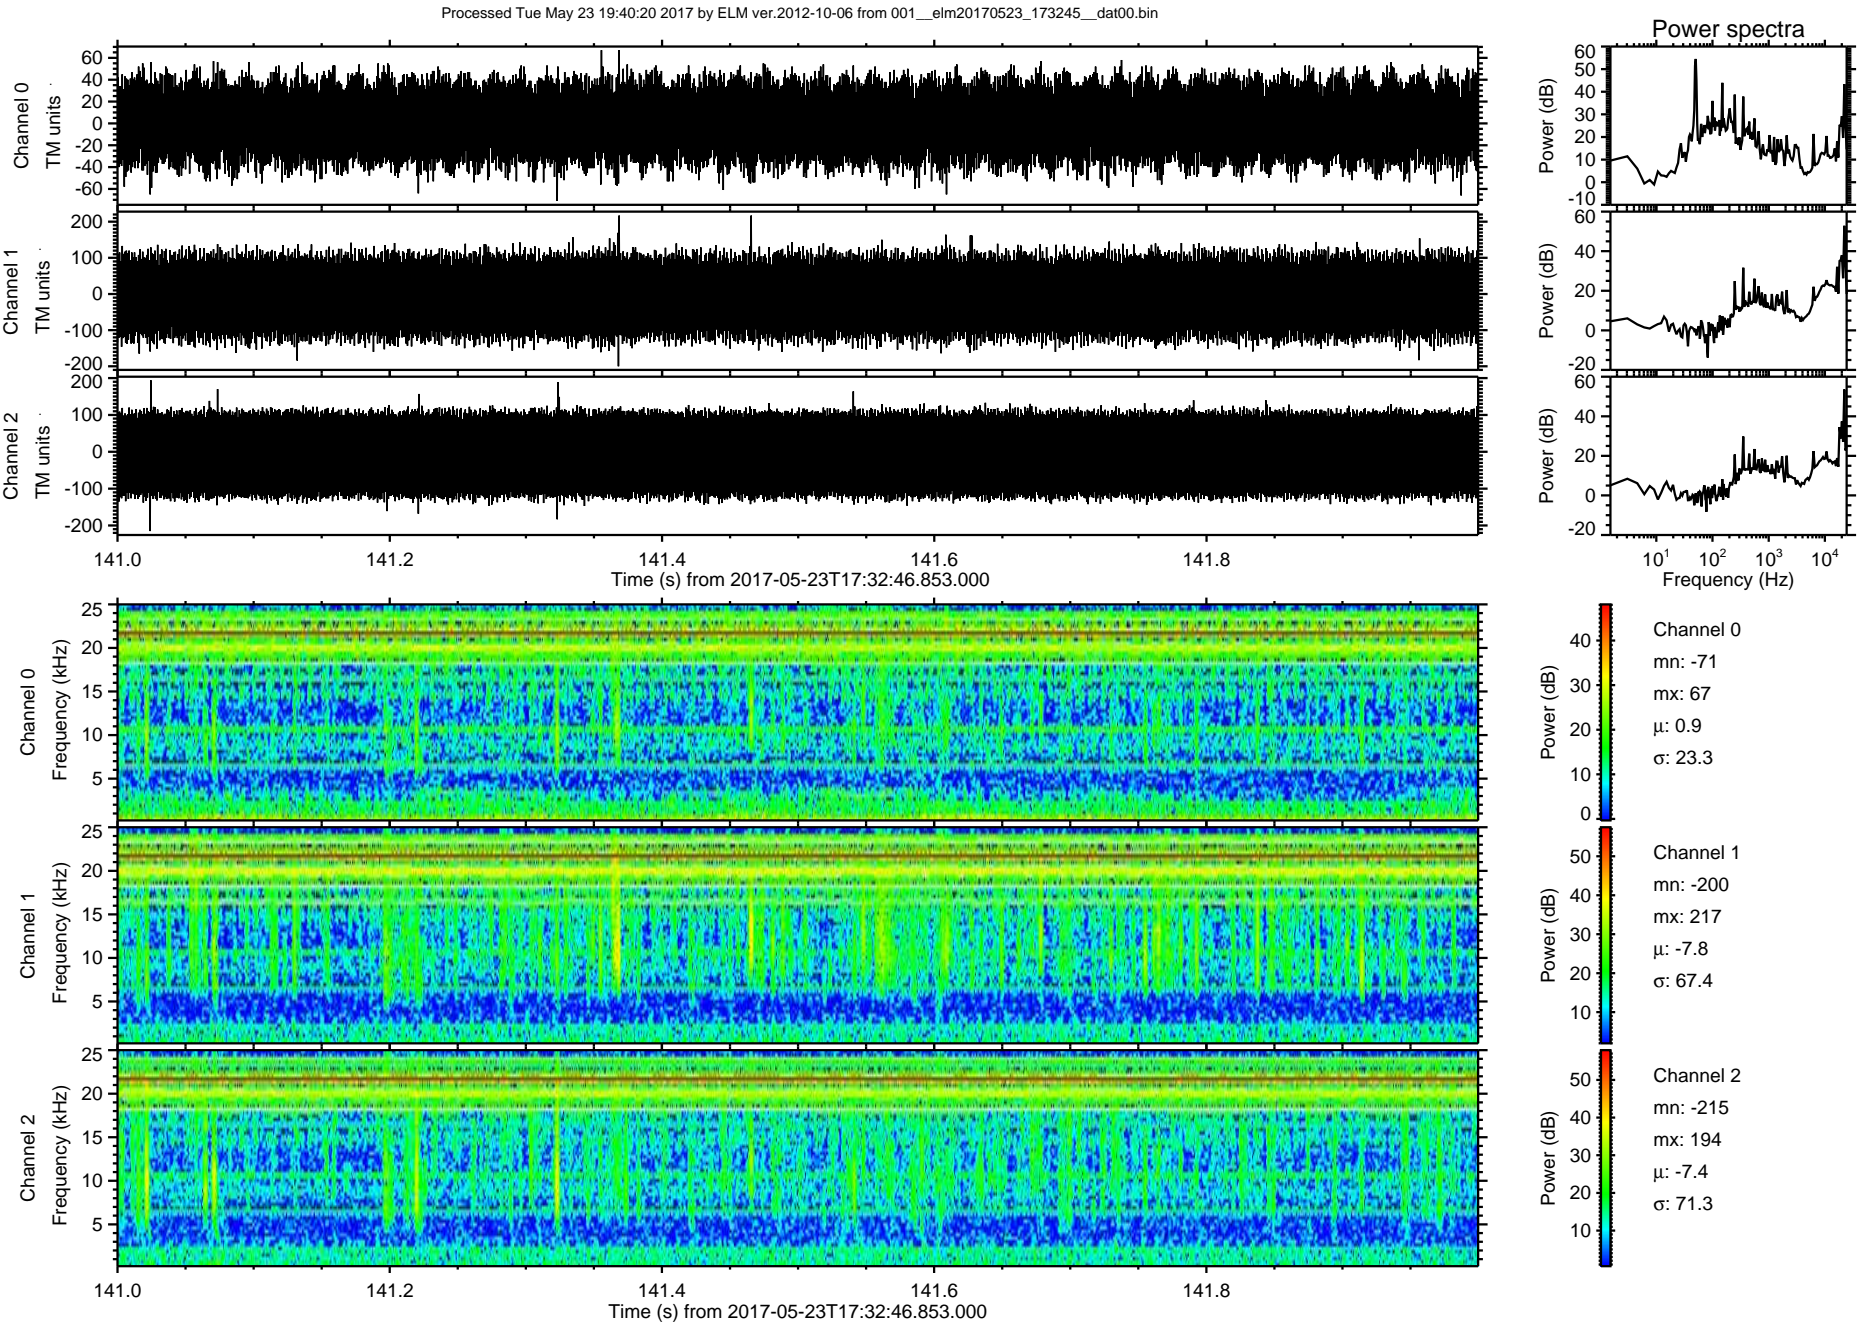 Processed Tue May 23 19:40:20 2017 by ELM ver.2012-10-06 from 001__elm20170523_173245__dat00.bin
Power spectra
Channel 0
TM units
60
40
20
0
-20
-40
-60
Power (dB)
60
50
40
30
20
10
0
-10
Channel 1
TM units
200
100
0
-100
-200
Power (dB)
60
40
20
0
-20
Channel 2
TM units
200
100
0
-100
-200
Power (dB)
60
40
20
0
-20
141.0 141.2 141.4 141.6 141.8
Time (s) from 2017-05-23T17:32:46.853.000
10^1 10^2 10^3 10^4
Frequency (Hz)
Channel 0
Frequency (kHz)
25
20
15
10
5
Power (dB)
40
30
20
10
0
Channel 0
mn: -71
mx: 67
μ: 0.9
σ: 23.3
Channel 1
Frequency (kHz)
25
20
15
10
5
Power (dB)
50
40
30
20
10
Channel 1
mn: -200
mx: 217
μ: -7.8
σ: 67.4
Channel 2
Frequency (kHz)
25
20
15
10
5
Power (dB)
50
40
30
20
10
Channel 2
mn: -215
mx: 194
μ: -7.4
σ: 71.3
141.0 141.2 141.4 141.6 141.8
Time (s) from 2017-05-23T17:32:46.853.000